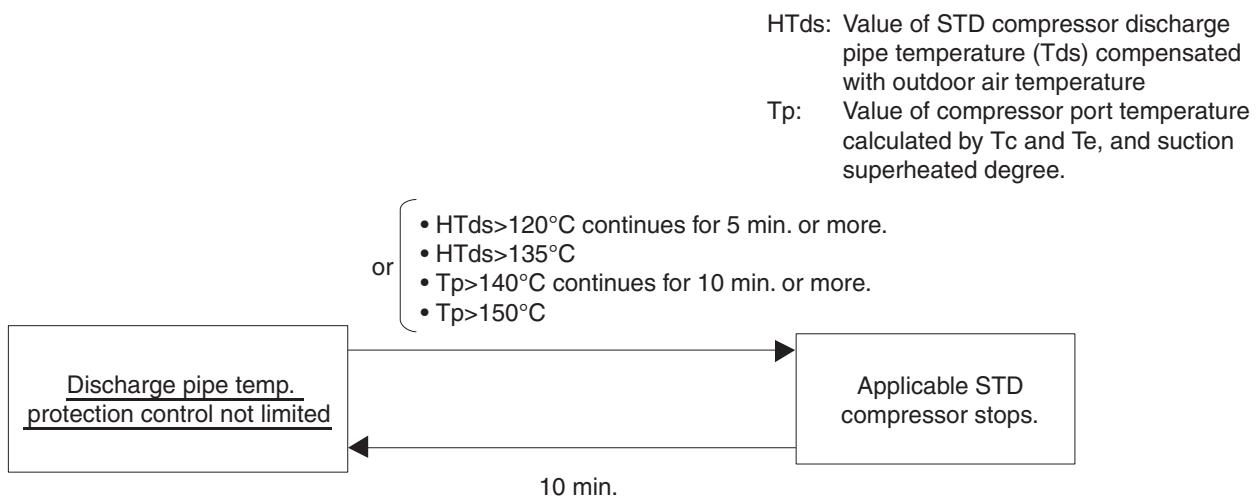 HTds: Value of STD compressor discharge
pipe temperature (Tds) compensated
with outdoor air temperature
Tp: Value of compressor port temperature
calculated by Tc and Te, and suction
superheated degree.
or
• HTds>120°C continues for 5 min. or more.
• HTds>135°C
• Tp>140°C continues for 10 min. or more.
• Tp>150°C
Discharge pipe temp.
protection control not limited
Applicable STD
compressor stops.
10 min.